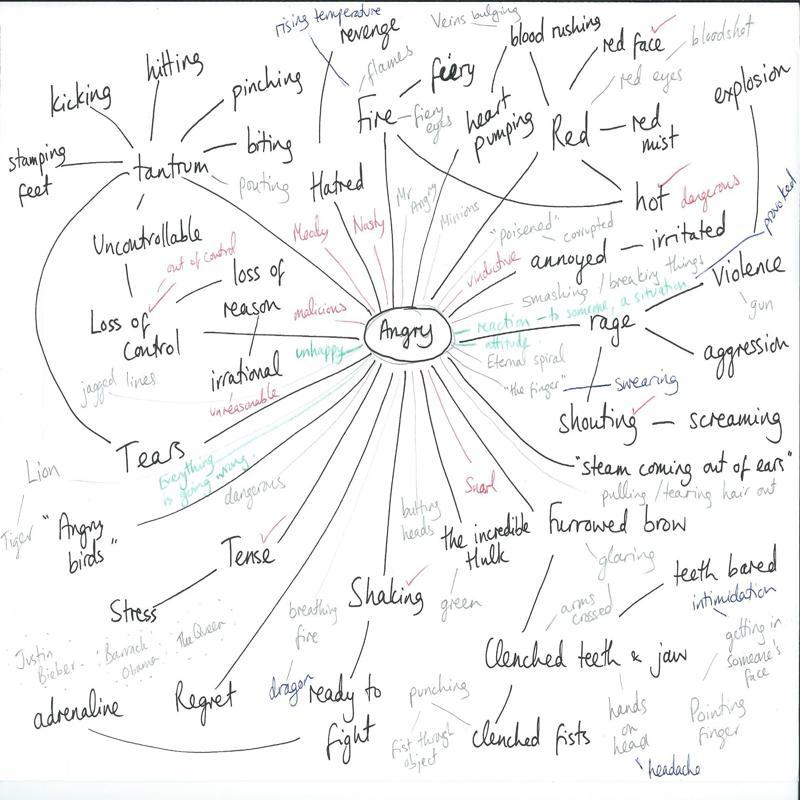 rising temperature
revenge
Veins bulging
blood rushing
red face
bloodshot
hitting
flames
fiery
red eyes
explosion
kicking
pinching
Fire
fiery
eyes
heart
pumping
Red
red
mist
stamping
feet
tantrum
biting
pouting
Hatred
Mr
Angry
Minions
hot
dangerous
provoked
Uncontrollable
out of control
Moody
Nasty
"poisened"
corrupted
annoyed
irritated
vindictive
loss of
reason
smashing / breaking things
Violence
gun
malicious
Loss of
Control
Angry
reaction - to someone, a situation
attitude
rage
unhappy
irrational
unreasonable
Eternal spiral
aggression
jagged lines
"the finger"
swearing
shouting
screaming
Tears
Everything
is going wrong.
"Steam coming out of ears"
pulling / tearing hair out
Lion
Tiger
dangerous
Snarl
"Angry
birds"
butting
heads
the incredible
Hulk
Furrowed brow
glaring
Tense
teeth bared
intimidation
Shaking
green
arms
crossed
Stress
breathing
fire
getting in
someone's
face
Justin
Bieber
Barrack
Obama
The Queen
Clenched teeth & jaw
adrenaline
Regret
dragon
ready to
fight
punching
Fist through
object
clenched fists
hands
on
head
Pointing
finger
headache